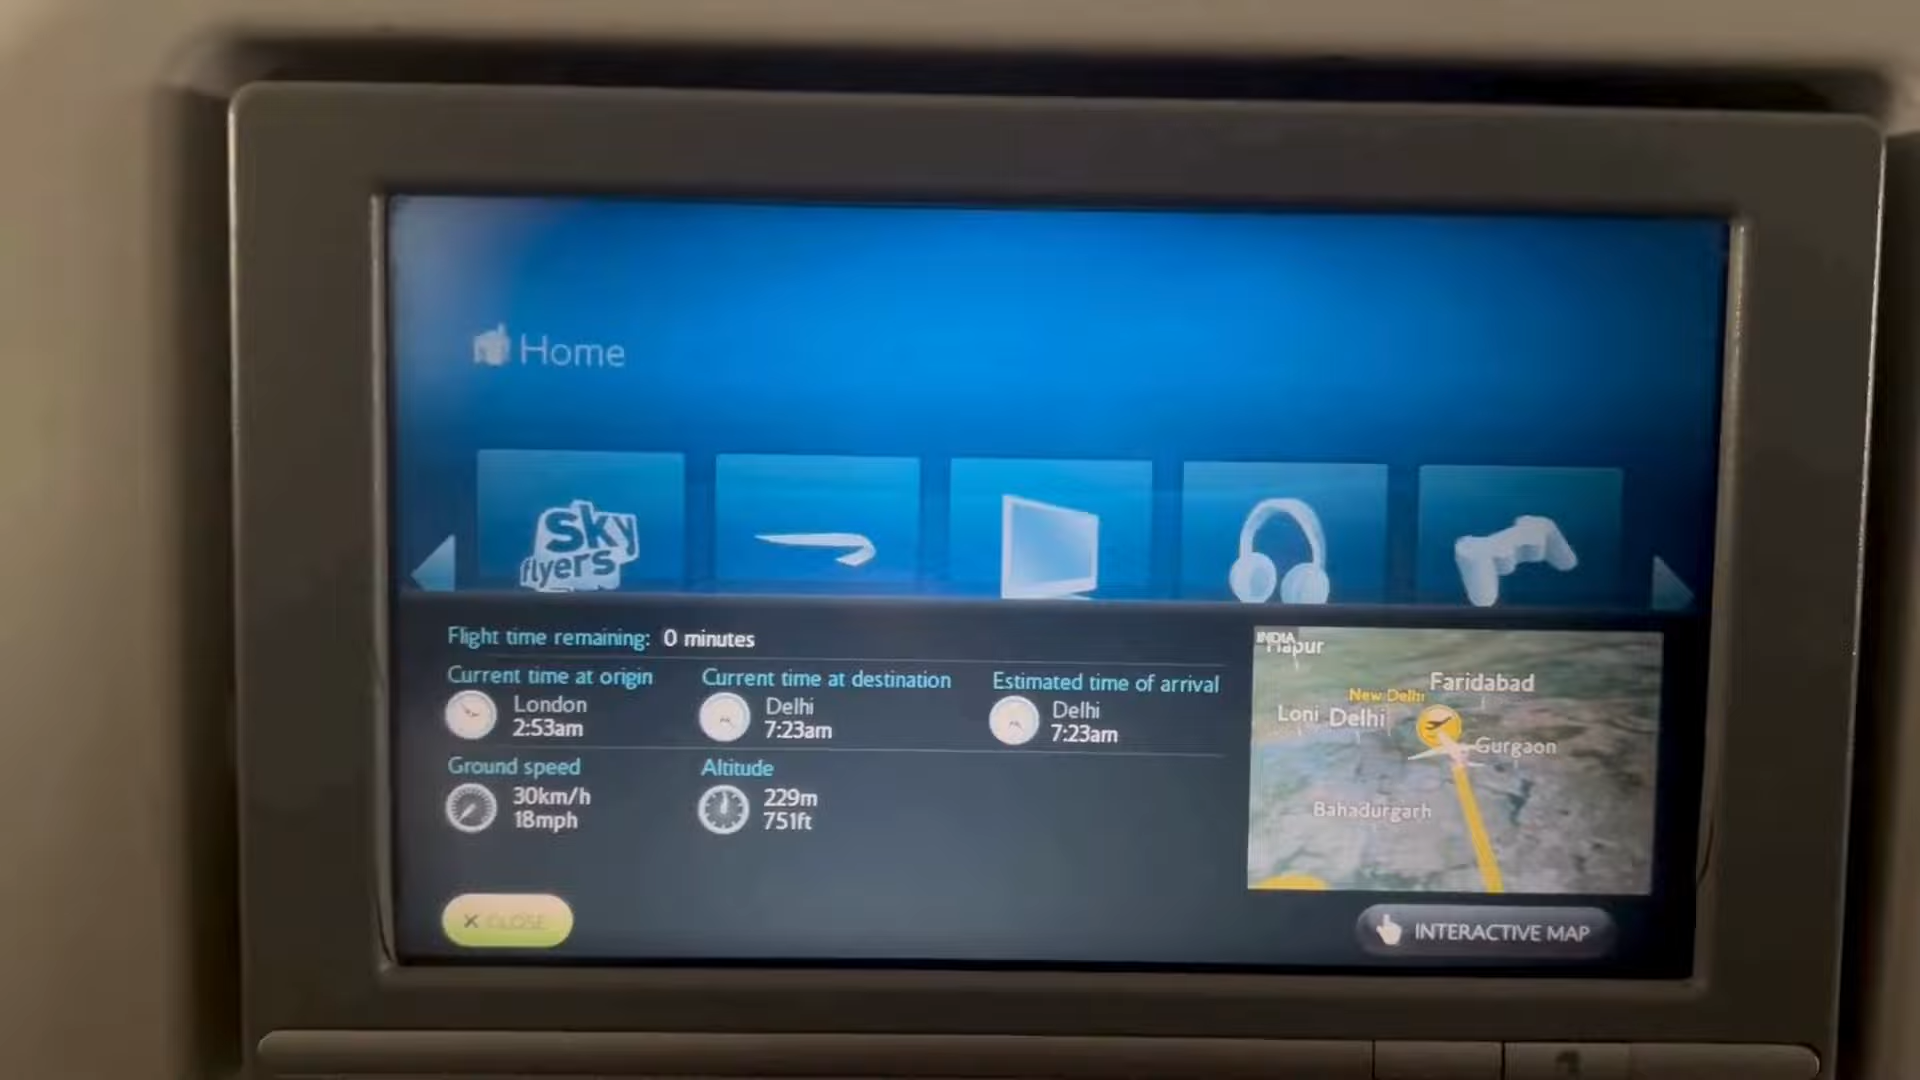 Home
sky
flyers
Flight time remaining: 0 minutes
Current time at origin
London
2:53am
Current time at destination
Delhi
7:23am
Estimated time of arrival
Delhi
7:23am
Ground speed
30km/h
18mph
Altitude
229m
751ft
INDIA
Hapur
Faridabad
New Delhi
Loni Delhi
Gurgaon
Bahadurgarh
X CLOSE
INTERACTIVE MAP